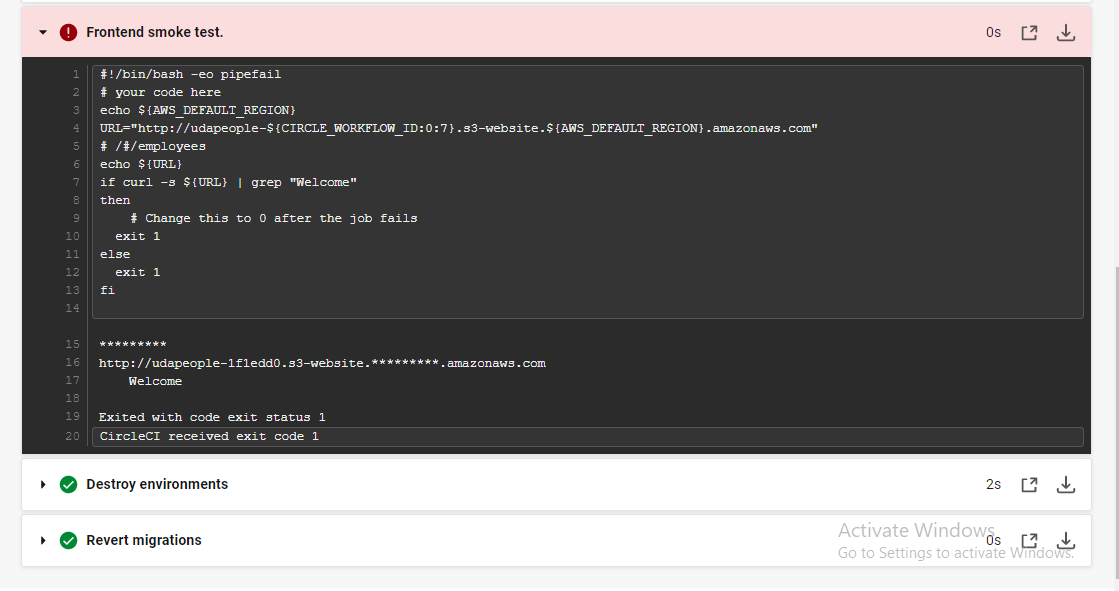 Frontend smoke test.
0s
1 #!/bin/bash -eo pipefail
2 # your code here
3 echo ${AWS_DEFAULT_REGION}
4 URL="http://udapeople-${CIRCLE_WORKFLOW_ID:0:7}.s3-website.${AWS_DEFAULT_REGION}.amazonaws.com"
5 # /#/employees
6 echo ${URL}
7 if curl -s ${URL} | grep "Welcome"
8 then
9     # Change this to 0 after the job fails
10   exit 1
11 else
12   exit 1
13 fi
14
15 *********
16 http://udapeople-1f1edd0.s3-website.*********.amazonaws.com
17     Welcome
18
19 Exited with code exit status 1
20 CircleCI received exit code 1
Destroy environments
2s
Revert migrations
0s
Activate Windows
Go to Settings to activate Windows.